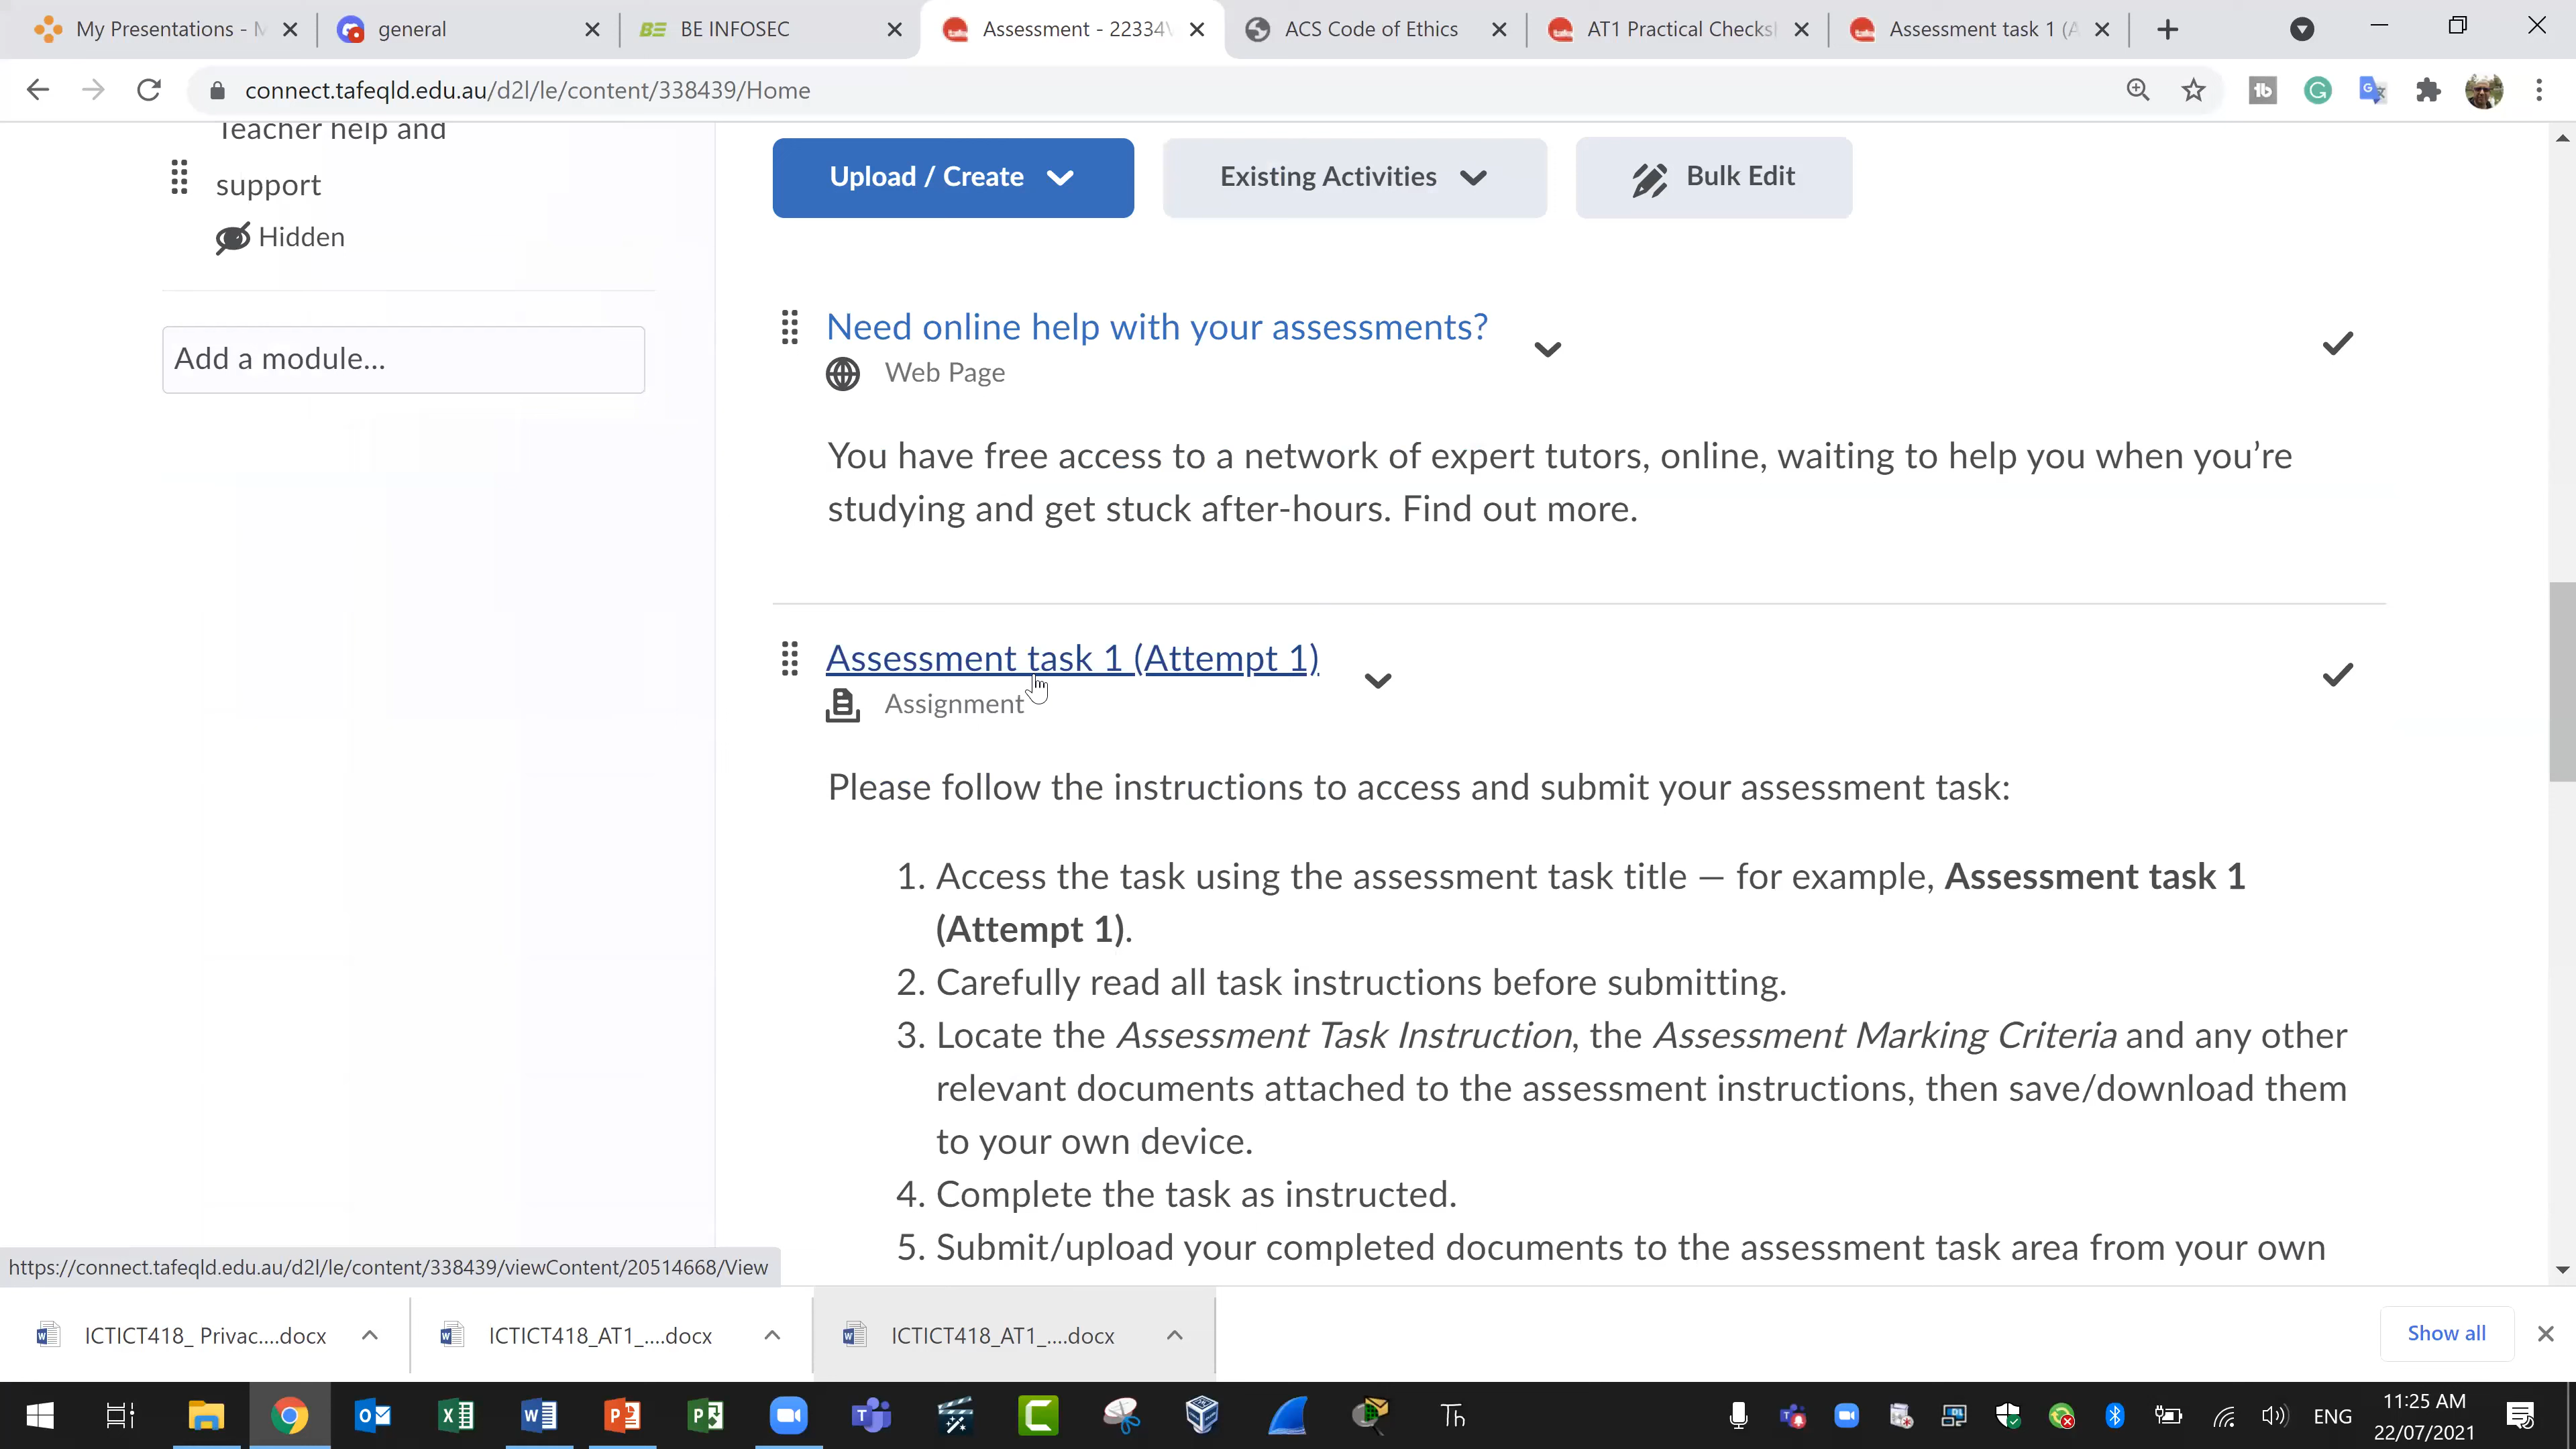 My Presentations - M
general
BE INFOSEC
Assessment - 22334V
ACS Code of Ethics
AT1 Practical Checks
Assessment task 1 (A
connect.tafeqld.edu.au/d2l/le/content/338439/Home
Teacher help and
support
Hidden
Add a module...
Upload / Create
Existing Activities
Bulk Edit
Need online help with your assessments?
Web Page
You have free access to a network of expert tutors, online, waiting to help you when you’re
studying and get stuck after-hours. Find out more.
Assessment task 1 (Attempt 1)
Assignment
Please follow the instructions to access and submit your assessment task:
1. Access the task using the assessment task title — for example, Assessment task 1
(Attempt 1).
2. Carefully read all task instructions before submitting.
3. Locate the Assessment Task Instruction, the Assessment Marking Criteria and any other
relevant documents attached to the assessment instructions, then save/download them
to your own device.
4. Complete the task as instructed.
5. Submit/upload your completed documents to the assessment task area from your own
https://connect.tafeqld.edu.au/d2l/le/content/338439/viewContent/20514668/View
ICTICT418_ Privac....docx
ICTICT418_AT1_....docx
ICTICT418_AT1_....docx
Show all
Th
ENG
11:25 AM
22/07/2021